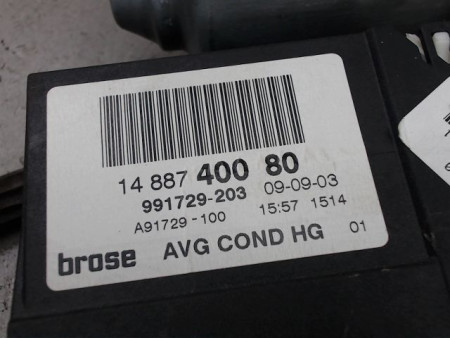 14 887 400 80
991729-203 09-09-03
A91729-100 15:57 1514
brose AVG COND HG 01